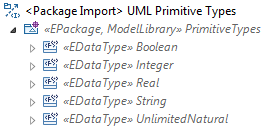 <Package Import> UML Primitive Types
«EPackage, ModelLibrary» PrimitiveTypes
«EDataType» Boolean
«EDataType» Integer
«EDataType» Real
«EDataType» String
«EDataType» UnlimitedNatural